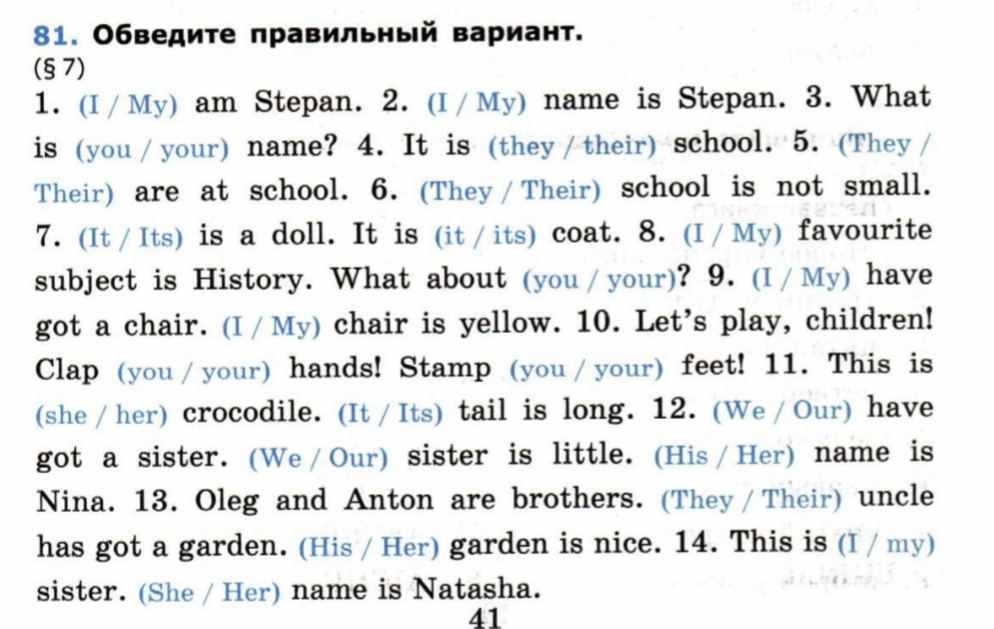 81. Обведите правильный вариант.
(§ 7)
1. (I / My) am Stepan. 2. (I / My) name is Stepan. 3. What
is (you / your) name? 4. It is (they / their) school. 5. (They /
Their) are at school. 6. (They / Their) school is not small.
7. (It / Its) is a doll. It is (it / its) coat. 8. (I / My) favourite
subject is History. What about (you / your)? 9. (I / My) have
got a chair. (I / My) chair is yellow. 10. Let's play, children!
Clap (you / your) hands! Stamp (you / your) feet! 11. This is
(she / her) crocodile. (It / Its) tail is long. 12. (We / Our) have
got a sister. (We / Our) sister is little. (His / Her) name is
Nina. 13. Oleg and Anton are brothers. (They / Their) uncle
has got a garden. (His / Her) garden is nice. 14. This is (I / my)
sister. (She / Her) name is Natasha.
41